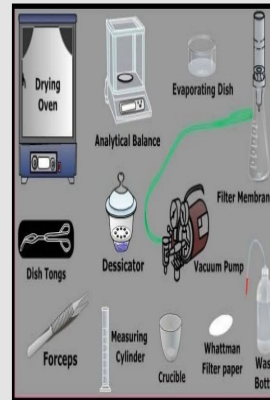 Drying
Oven
Analytical Balance
Evaporating Dish
Filter Membran
Dish Tongs
Dessicator
Vacuum Pump
Forceps
Measuring
Cylinder
Crucible
Whattman
Filter paper
Was
Bott